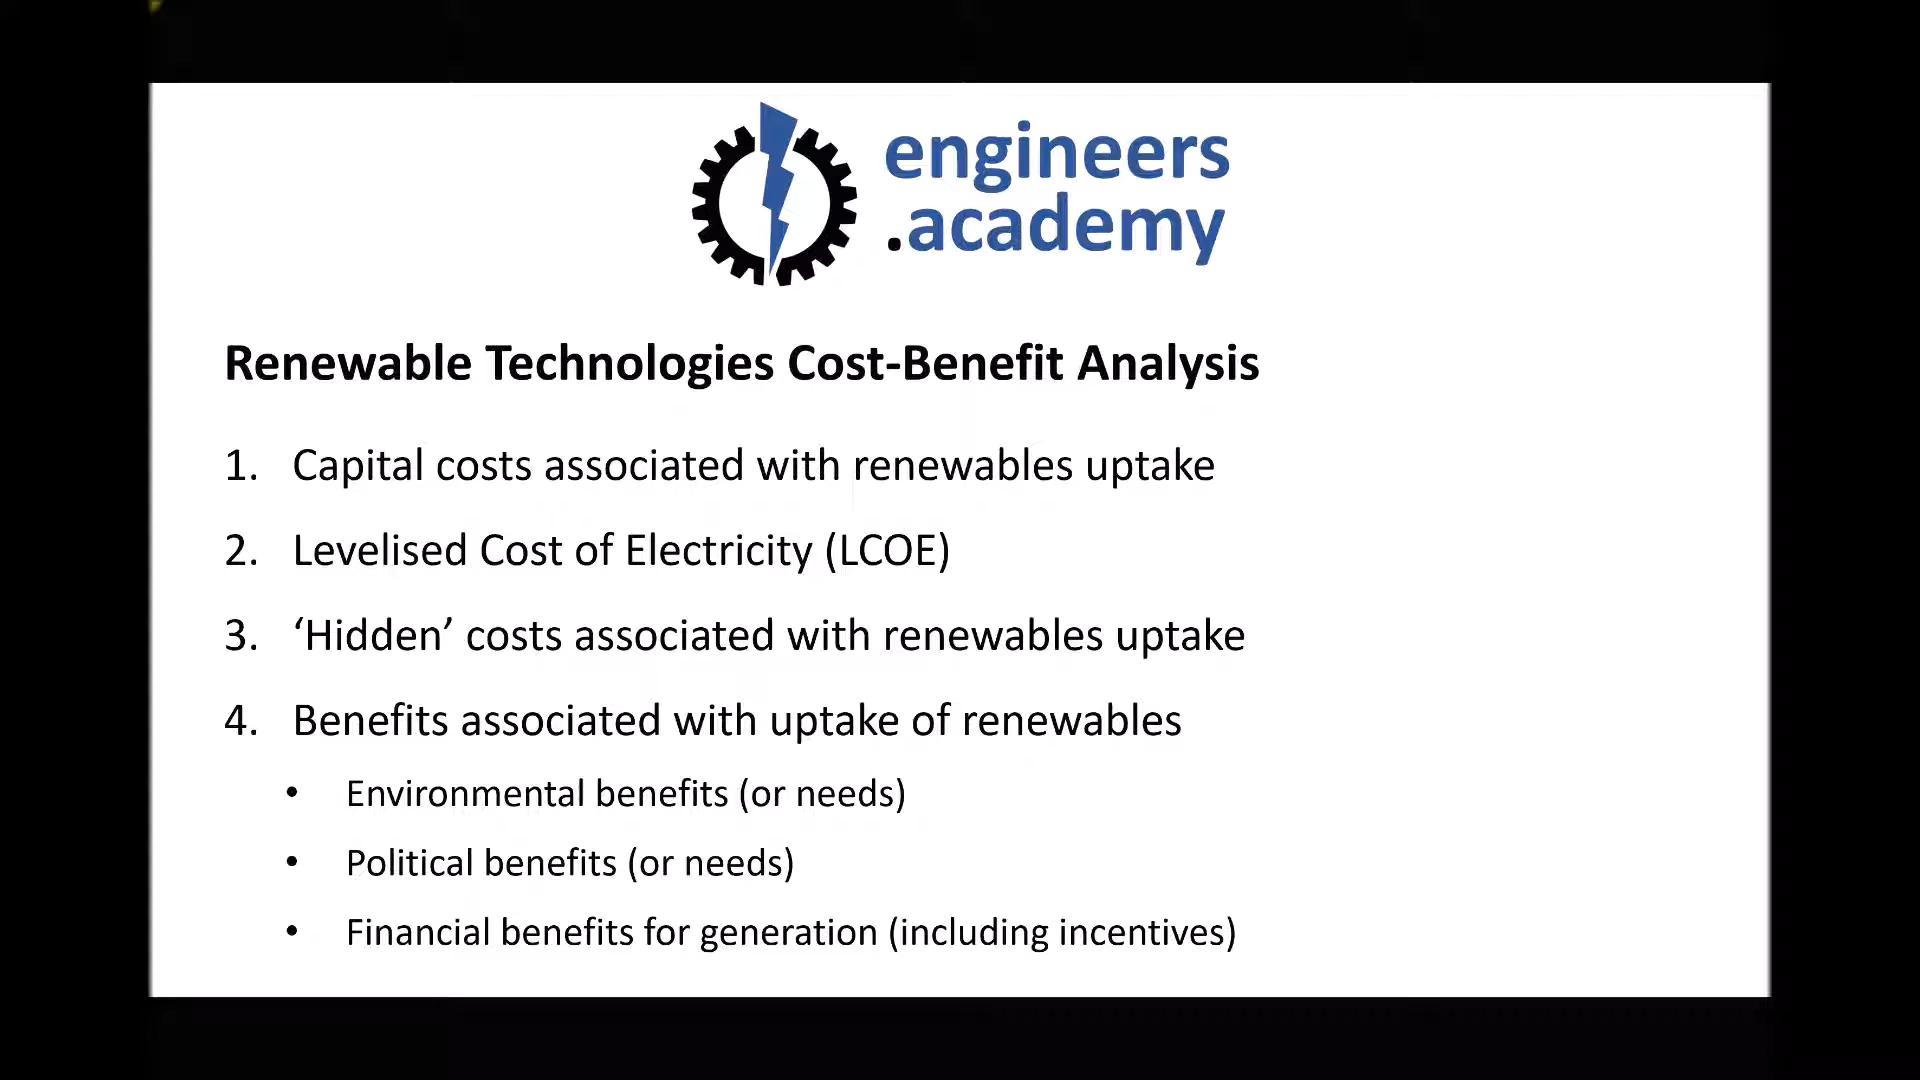 engineers
.academy
Renewable Technologies Cost-Benefit Analysis
1. Capital costs associated with renewables uptake
2. Levelised Cost of Electricity (LCOE)
3. ‘Hidden’ costs associated with renewables uptake
4. Benefits associated with uptake of renewables
• Environmental benefits (or needs)
• Political benefits (or needs)
• Financial benefits for generation (including incentives)